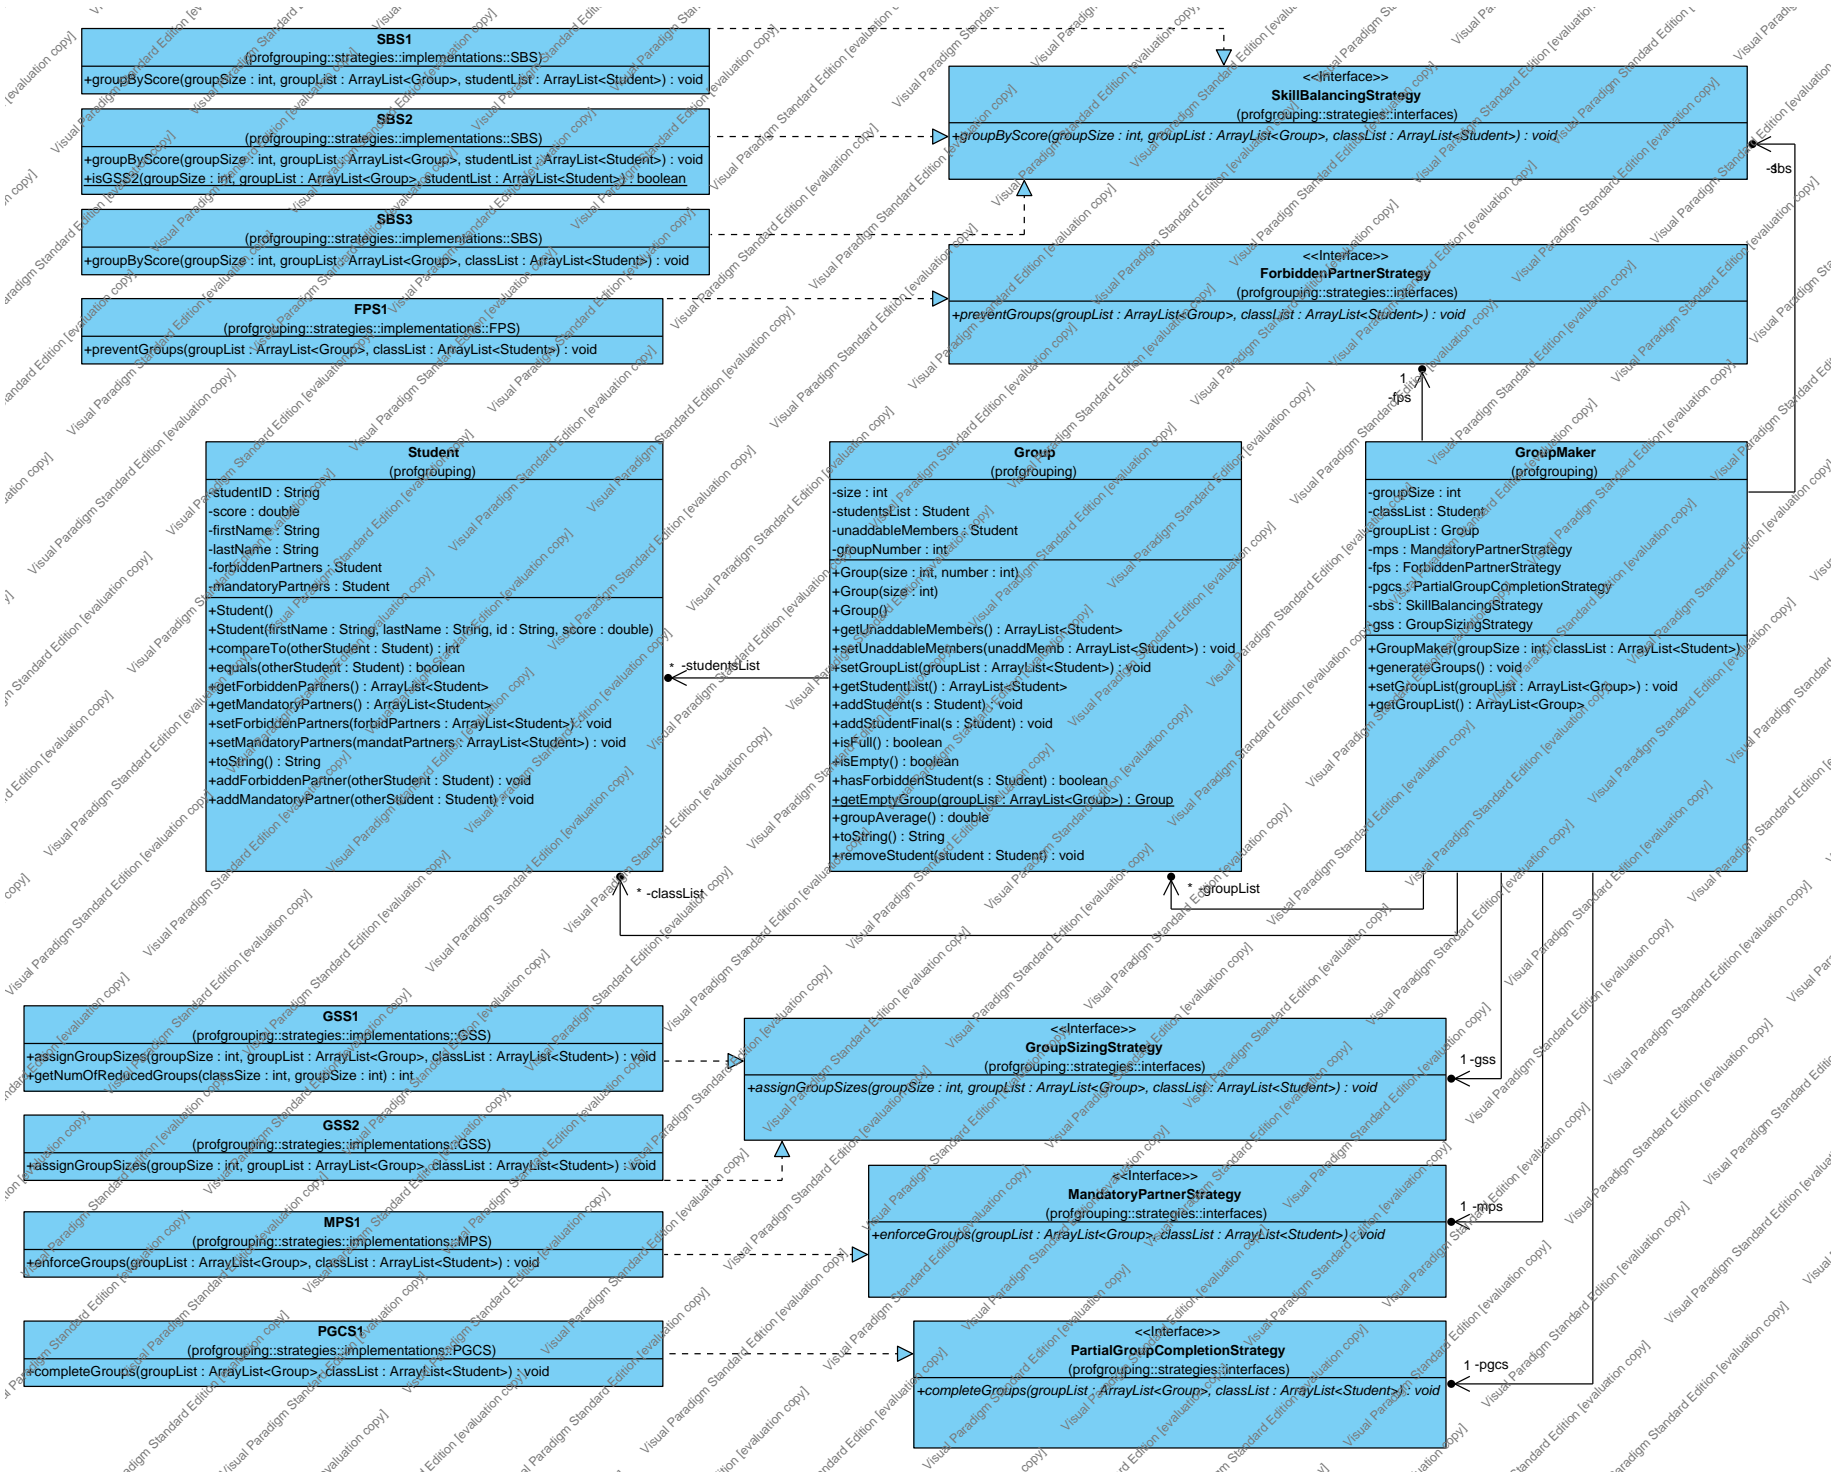 SBS1
(profgrouping::strategies::implementations::SBS)
+groupByScore(groupSize : int, groupList : ArrayList<Group>, studentList : ArrayList<Student>) : void
SBS2
(profgrouping::strategies::implementations::SBS)
+groupByScore(groupSize : int, groupList : ArrayList<Group>, studentList : ArrayList<Student>) : void
+isGSS2(groupSize : int, groupList : ArrayList<Group>, studentList : ArrayList<Student>) : boolean
SBS3
(profgrouping::strategies::implementations::SBS)
+groupByScore(groupSize : int, groupList : ArrayList<Group>, classList : ArrayList<Student>) : void
FPS1
(profgrouping::strategies::implementations::FPS)
+preventGroups(groupList : ArrayList<Group>, classList : ArrayList<Student>) : void
<<Interface>>
SkillBalancingStrategy
(profgrouping::strategies::interfaces)
+groupByScore(groupSize : int, groupList : ArrayList<Group>, classList : ArrayList<Student>) : void
-sbs
<<Interface>>
ForbiddenPartnerStrategy
(profgrouping::strategies::interfaces)
+preventGroups(groupList : ArrayList<Group>, classList : ArrayList<Student>) : void
1
-fps
Student
(profgrouping)
-studentID : String
-score : double
-firstName : String
-lastName : String
-forbiddenPartners : Student
-mandatoryPartners : Student
+Student()
+Student(firstName : String, lastName : String, id : String, score : double)
+compareTo(otherStudent : Student) : int
+equals(otherStudent : Student) : boolean
+getForbiddenPartners() : ArrayList<Student>
+getMandatoryPartners() : ArrayList<Student>
+setForbiddenPartners(forbidPartners : ArrayList<Student>) : void
+setMandatoryPartners(mandatPartners : ArrayList<Student>) : void
+toString() : String
+addForbiddenPartner(otherStudent : Student) : void
+addMandatoryPartner(otherStudent : Student) : void
* -studentsList
Group
(profgrouping)
-size : int
-studentsList : Student
-unaddableMembers : Student
-groupNumber : int
+Group(size : int, number : int)
+Group(size : int)
+Group()
+getUnaddableMembers() : ArrayList<Student>
+setUnaddableMembers(unaddMemb : ArrayList<Student>) : void
+setGroupList(groupList : ArrayList<Student>) : void
+getStudentList() : ArrayList<Student>
+addStudent(s : Student) : void
+addStudentFinal(s : Student) : void
+isFull() : boolean
+isEmpty() : boolean
+hasForbiddenStudent(s : Student) : boolean
+getEmptyGroup(groupList : ArrayList<Group>) : Group
+groupAverage() : double
+toString() : String
+removeStudent(student : Student) : void
GroupMaker
(profgrouping)
-groupSize : int
-classList : Student
-groupList : Group
-mps : MandatoryPartnerStrategy
-fps : ForbiddenPartnerStrategy
-pgcs : PartialGroupCompletionStrategy
-sbs : SkillBalancingStrategy
-gss : GroupSizingStrategy
+GroupMaker(groupSize : int, classList : ArrayList<Student>)
+generateGroups() : void
+setGroupList(groupList : ArrayList<Group>) : void
+getGroupList() : ArrayList<Group>
* -classList
* -groupList
GSS1
(profgrouping::strategies::implementations::GSS)
+assignGroupSizes(groupSize : int, groupList : ArrayList<Group>, classList : ArrayList<Student>) : void
+getNumOfReducedGroups(classSize : int, groupSize : int) : int
GSS2
(profgrouping::strategies::implementations::GSS)
+assignGroupSizes(groupSize : int, groupList : ArrayList<Group>, classList : ArrayList<Student>) : void
MPS1
(profgrouping::strategies::implementations::MPS)
+enforceGroups(groupList : ArrayList<Group>, classList : ArrayList<Student>) : void
PGCS1
(profgrouping::strategies::implementations::PGCS)
+completeGroups(groupList : ArrayList<Group>, classList : ArrayList<Student>) : void
<<Interface>>
GroupSizingStrategy
(profgrouping::strategies::interfaces)
+assignGroupSizes(groupSize : int, groupList : ArrayList<Group>, classList : ArrayList<Student>) : void
1 -gss
<<Interface>>
MandatoryPartnerStrategy
(profgrouping::strategies::interfaces)
+enforceGroups(groupList : ArrayList<Group>, classList : ArrayList<Student>) : void
1 -mps
<<Interface>>
PartialGroupCompletionStrategy
(profgrouping::strategies::interfaces)
+completeGroups(groupList : ArrayList<Group>, classList : ArrayList<Student>) : void
1 -pgcs
Visual Paradigm Standard Edition [evaluation copy]